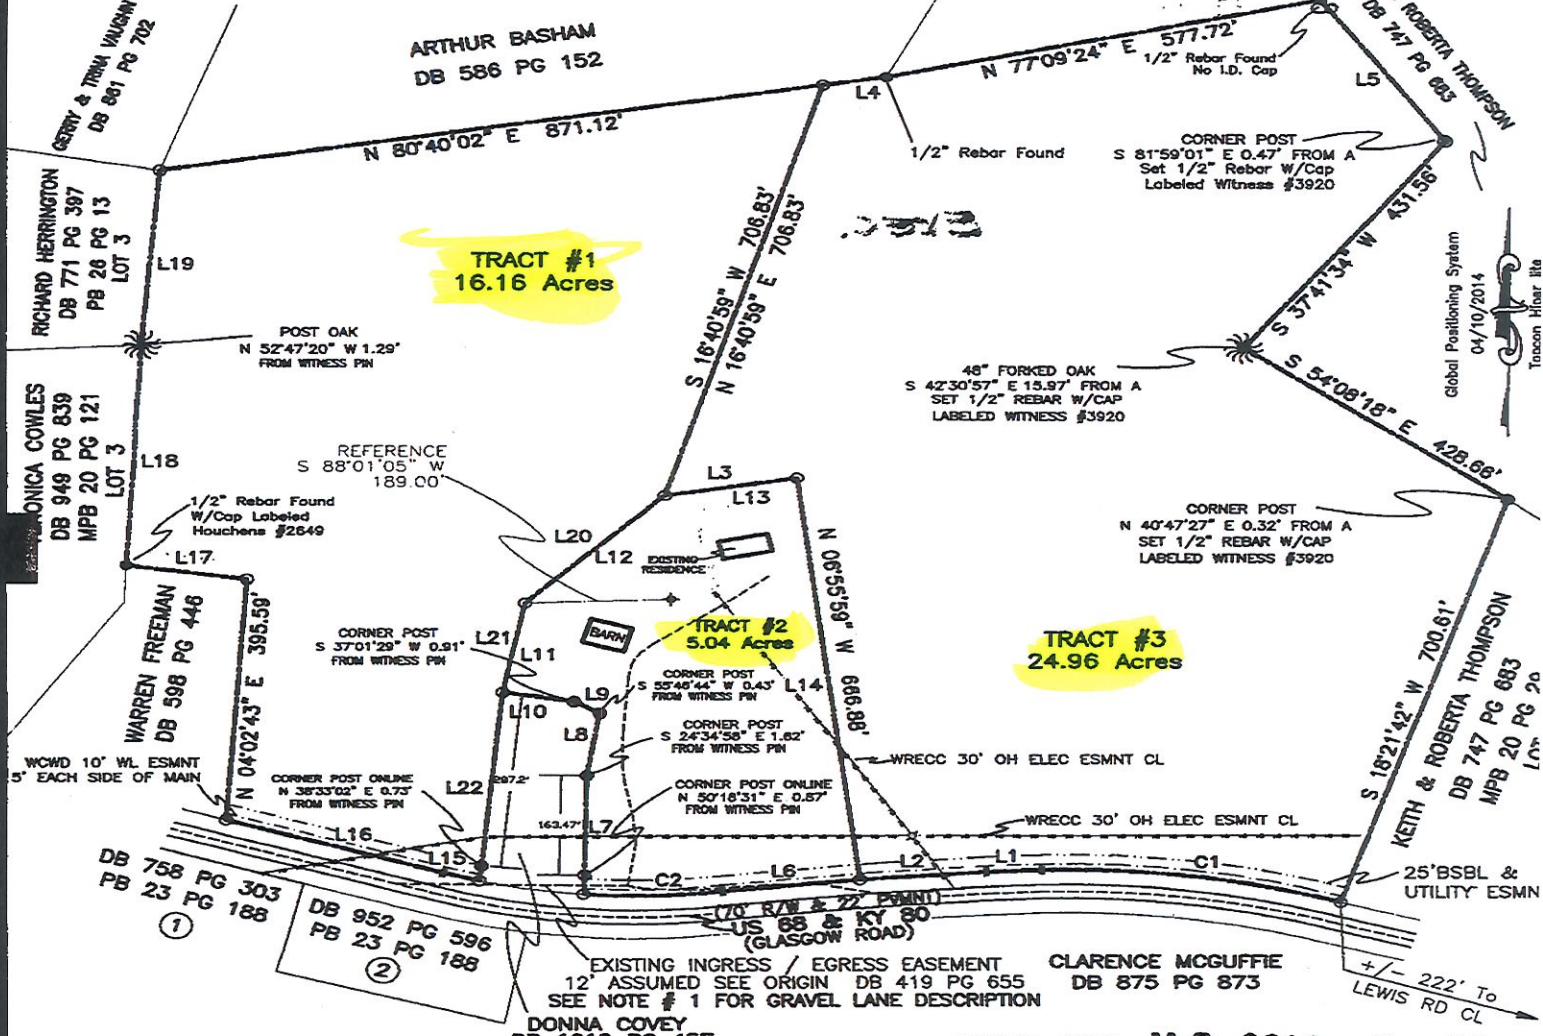 GERRY & TRINA VAUGHN
DB 861 PG 702
ARTHUR BASHAM
DB 586 PG 152
N 80°40'02" E 871.12'
L4
N 77°09'24" E 577.72'
1/2" Rebar Found
No I.D. Cap
ROBERTA THOMPSON
DB 747 PG 683
L5
1/2" Rebar Found
CORNER POST
S 81°59'01" E 0.47' FROM A
Set 1/2" Rebar W/Cap
Labeled Witness #3920
S 37°41'34" W 431.56'
RICHARD HERRINGTON
DB 771 PG 397
PB 26 PG 13
LOT 3
L19
TRACT #1
16.16 Acres
S 16°40'59" W 706.83'
N 16°40'59" E 706.83'
Global Positioning System
04/10/2014
POST OAK
N 52°47'20" W 1.29'
FROM WITNESS PIN
48" FORKED OAK
S 42°30'57" E 15.97' FROM A
SET 1/2" REBAR W/CAP
LABELED WITNESS #3920
S 54°08'18" E 428.66'
COWLES
DB 949 PG 839
MPB 20 PG 121
LOT 3
L18
REFERENCE
S 88°01'05" W
189.00'
1/2" Rebar Found
W/Cap Labeled
Houchens #2649
L3
L13
L20
L12
EXISTING
RESIDENCE
CORNER POST
N 40°47'27" E 0.32' FROM A
SET 1/2" REBAR W/CAP
LABELED WITNESS #3920
L17
WARREN FREEMAN
DB 598 PG 446
N 04°02'43" E 395.59'
CORNER POST
S 37°01'29" W 0.91'
FROM WITNESS PIN
L21
L11
BARN
TRACT #2
5.04 Acres
N 06°55'59" W 666.88'
L14
TRACT #3
24.96 Acres
S 18°21'42" W 700.61'
KEITH & ROBERTA THOMPSON
DB 747 PG 683
MPB 20 PG 29
CORNER POST
S 55°46'44" W 0.43'
FROM WITNESS PIN
L9
L10
L8
CORNER POST
S 24°34'58" E 1.62'
FROM WITNESS PIN
WRECC 30' OH ELEC ESMNT CL
WCWD 10' WL ESMNT
5' EACH SIDE OF MAIN
CORNER POST ONLINE
N 38°33'02" E 0.73'
FROM WITNESS PIN
L22
CORNER POST ONLINE
N 50°18'31" E 0.87'
FROM WITNESS PIN
163.47'
L7
WRECC 30' OH ELEC ESMNT CL
L16
L15
C2
L6
L2
L1
C1
25'BSBL &
UTILITY ESMN
DB 758 PG 303
PB 23 PG 188
1
DB 952 PG 596
PB 23 PG 188
2
(70' R/W & 22' PVMNT)
US 68 & KY 80
(GLASGOW ROAD)
EXISTING INGRESS / EGRESS EASEMENT
12' ASSUMED SEE ORIGIN DB 419 PG 655
SEE NOTE # 1 FOR GRAVEL LANE DESCRIPTION
CLARENCE MCGUFFIE
DB 875 PG 873
+/- 222' To
LEWIS RD CL
DONNA COVEY